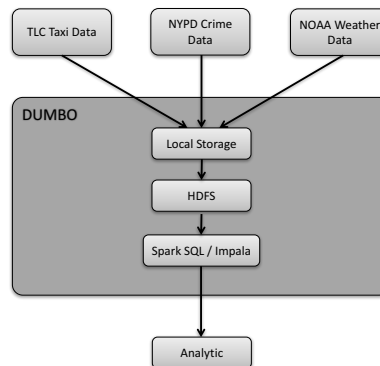 TLC Taxi Data
NYPD Crime
Data
NOAA Weather
Data
DUMBO
Local Storage
HDFS
Spark SQL / Impala
Analytic